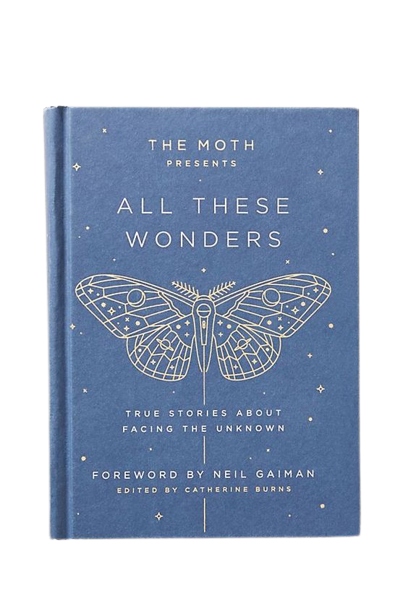 THE MOTH
PRESENTS
ALL THESE
WONDERS
TRUE STORIES ABOUT
FACING THE UNKNOWN
FOREWORD BY NEIL GAIMAN
EDITED BY CATHERINE BURNS